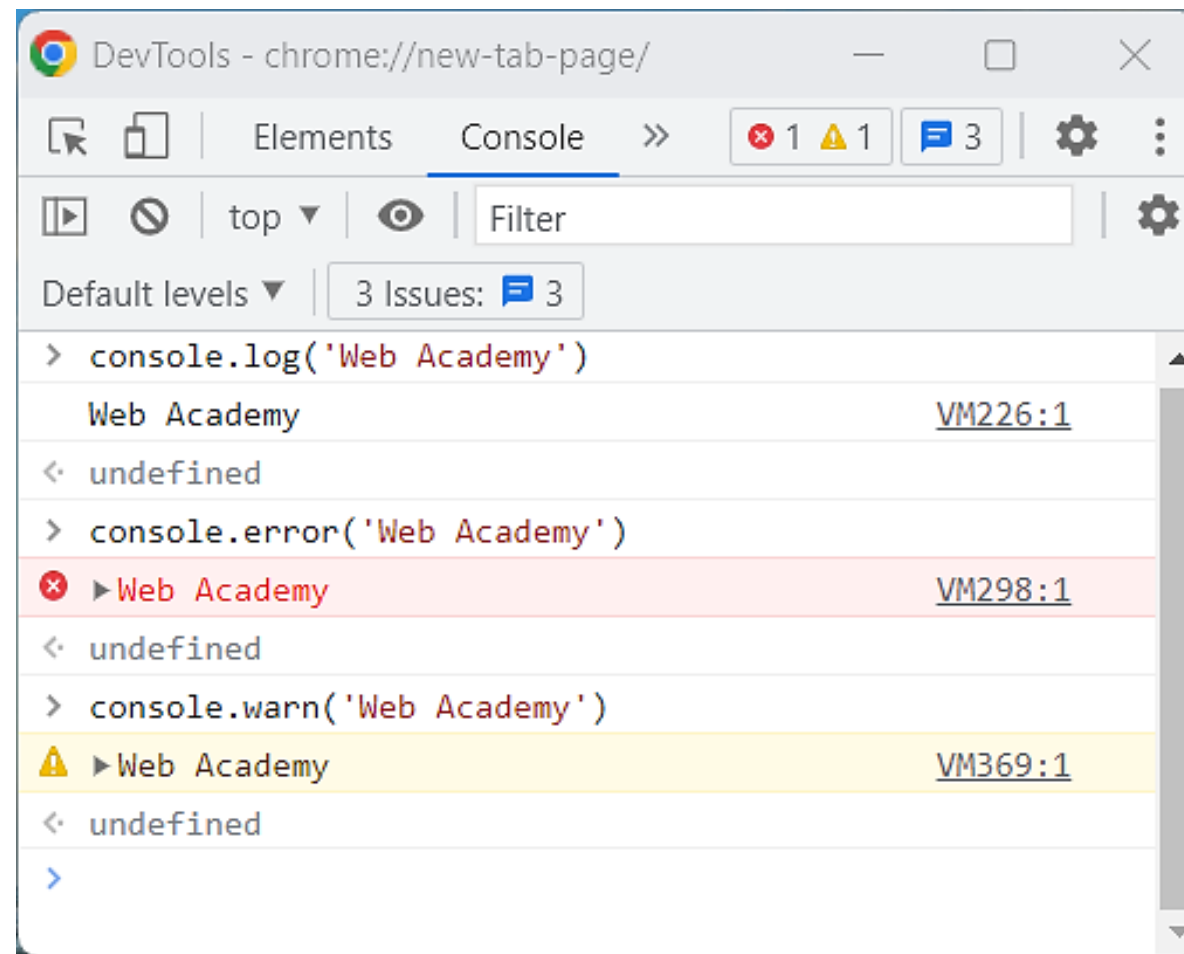 DevTools - chrome://new-tab-page/
Elements Console 1 1 3
top Filter
Default levels 3 Issues: 3
console.log('Web Academy')
Web Academy VM226:1
undefined
console.error('Web Academy')
Web Academy VM298:1
undefined
console.warn('Web Academy')
Web Academy VM369:1
undefined